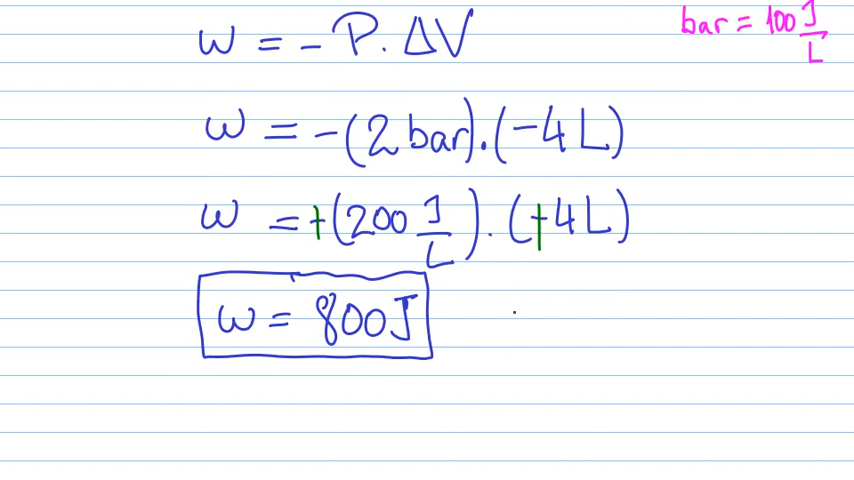 w = - P. ΔV
bar = 100 J/L
w = -(2 bar).(-4 L)
w = +(200 J/L).(+4L)
w = 800J